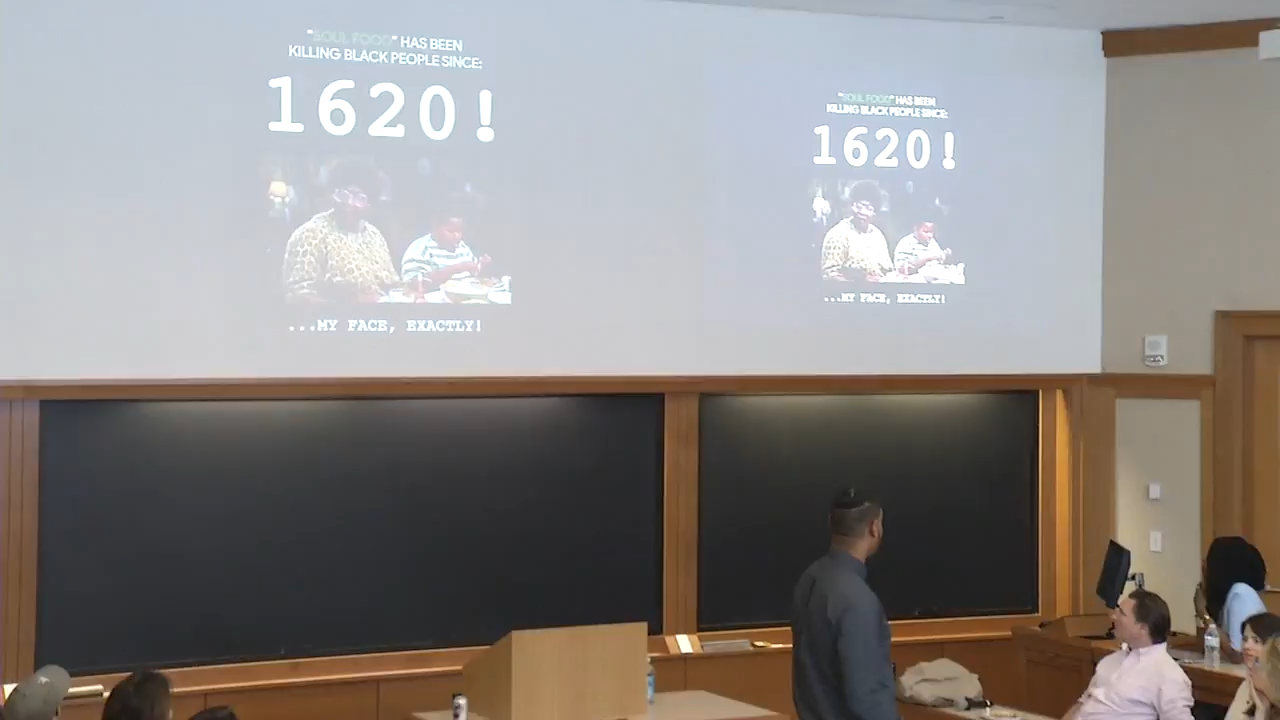 "SOUL FOOD" HAS BEEN
KILLING BLACK PEOPLE SINCE:
1620!
...MY FACE, EXACTLY!
"SOUL FOOD" HAS BEEN
KILLING BLACK PEOPLE SINCE:
1620!
...MY FACE, EXACTLY!